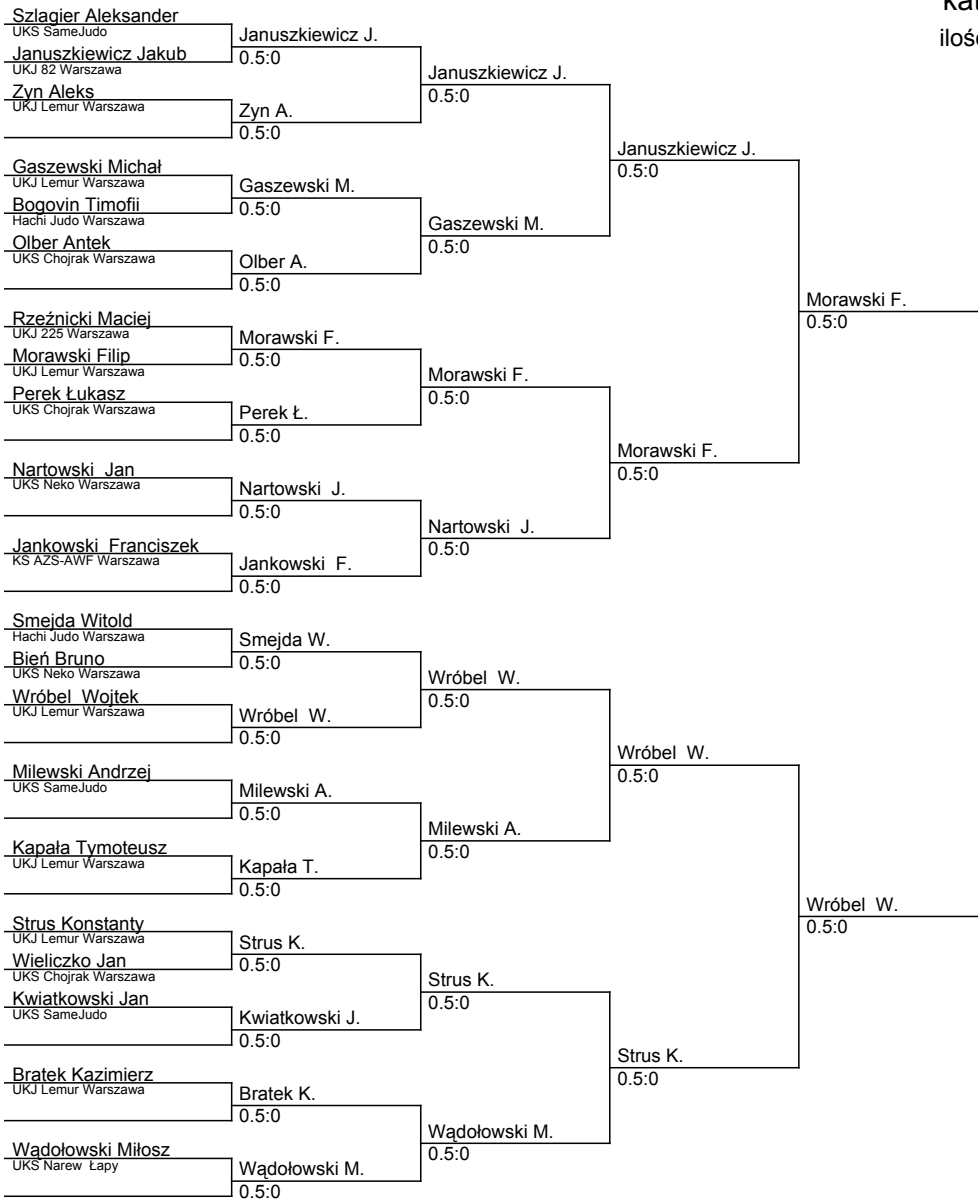 Szlagier Aleksander
UKS SameJudo
Januszkiewicz Jakub
UKJ 82 Warszawa
Zyn Aleks
UKJ Lemur Warszawa
Gaszewski Michał
UKJ Lemur Warszawa
Bogovin Timofii
Hachi Judo Warszawa
Olber Antek
UKS Chojrak Warszawa
Rzeźnicki Maciej
UKJ 225 Warszawa
Morawski Filip
UKJ Lemur Warszawa
Perek Łukasz
UKS Chojrak Warszawa
Nartowski Jan
UKS Neko Warszawa
Jankowski Franciszek
KS AZS-AWF Warszawa
Smejda Witold
Hachi Judo Warszawa
Bień Bruno
UKS Neko Warszawa
Wróbel Wojtek
UKJ Lemur Warszawa
Milewski Andrzej
UKS SameJudo
Kapała Tymoteusz
UKJ Lemur Warszawa
Strus Konstanty
UKJ Lemur Warszawa
Wieliczko Jan
UKS Chojrak Warszawa
Kwiatkowski Jan
UKS SameJudo
Bratek Kazimierz
UKJ Lemur Warszawa
Wądołowski Miłosz
UKS Narew Łapy
Januszkiewicz J.
0.5:0
Zyn A.
0.5:0
Gaszewski M.
0.5:0
Olber A.
0.5:0
Morawski F.
0.5:0
Perek Ł.
0.5:0
Nartowski J.
0.5:0
Jankowski F.
0.5:0
Smejda W.
0.5:0
Wróbel W.
0.5:0
Milewski A.
0.5:0
Kapała T.
0.5:0
Strus K.
0.5:0
Kwiatkowski J.
0.5:0
Bratek K.
0.5:0
Wądołowski M.
0.5:0
Januszkiewicz J.
0.5:0
Gaszewski M.
0.5:0
Morawski F.
0.5:0
Nartowski J.
0.5:0
Wróbel W.
0.5:0
Milewski A.
0.5:0
Strus K.
0.5:0
Wądołowski M.
0.5:0
Januszkiewicz J.
0.5:0
Morawski F.
0.5:0
Wróbel W.
0.5:0
Strus K.
0.5:0
Morawski F.
0.5:0
Wróbel W.
0.5:0